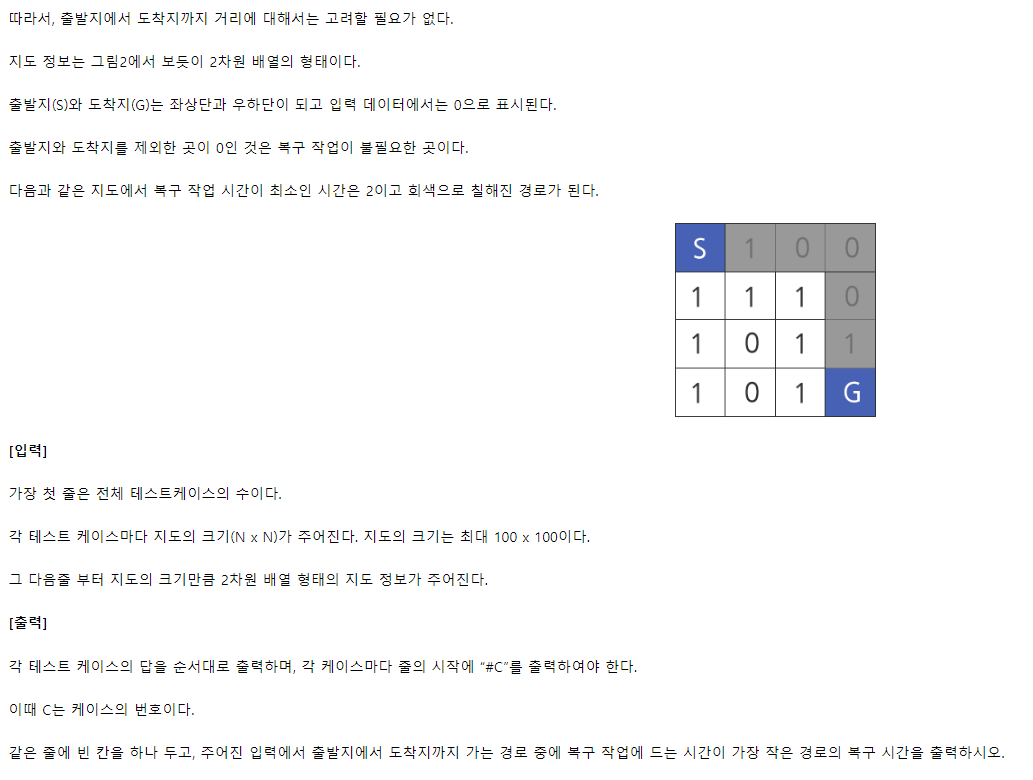 따라서, 출발지에서 도착지까지 거리에 대해서는 고려할 필요가 없다.
지도 정보는 그림2에서 보듯이 2차원 배열의 형태이다.
출발지(S)와 도착지(G)는 좌상단과 우하단이 되고 입력 데이터에서는 0으로 표시된다.
출발지와 도착지를 제외한 곳이 0인 것은 복구 작업이 불필요한 곳이다.
다음과 같은 지도에서 복구 작업 시간이 최소인 시간은 2이고 회색으로 칠해진 경로가 된다.
S 1 0 0
1 1 1 0
1 0 1 1
1 0 1 G
[입력]
가장 첫 줄은 전체 테스트케이스의 수이다.
각 테스트 케이스마다 지도의 크기(N x N)가 주어진다. 지도의 크기는 최대 100 x 100이다.
그 다음줄 부터 지도의 크기만큼 2차원 배열 형태의 지도 정보가 주어진다.
[출력]
각 테스트 케이스의 답을 순서대로 출력하며, 각 케이스마다 줄의 시작에 “#C”를 출력하여야 한다.
이때 C는 케이스의 번호이다.
같은 줄에 빈 칸을 하나 두고, 주어진 입력에서 출발지에서 도착지까지 가는 경로 중에 복구 작업에 드는 시간이 가장 작은 경로의 복구 시간을 출력하시오.